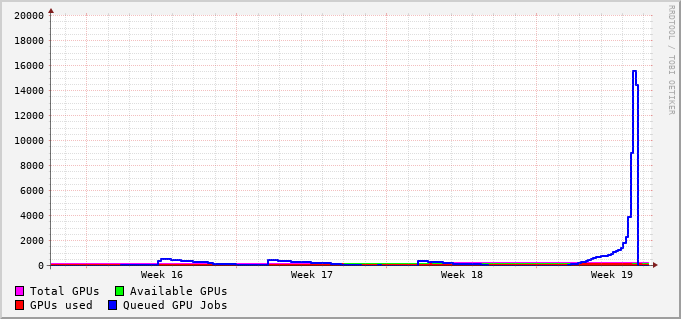 20000
18000
16000
14000
12000
10000
8000
6000
4000
2000
0
Week 16 Week 17 Week 18 Week 19
Total GPUs Available GPUs
GPUs used Queued GPU Jobs
RRDTOOL / TOBI OETIKER